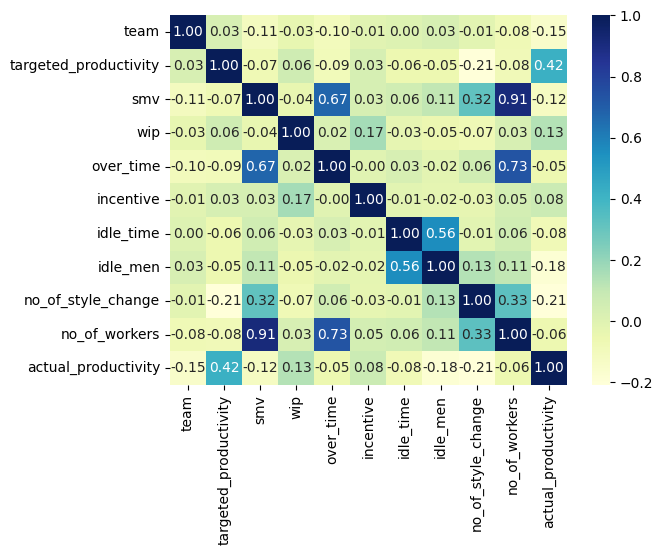 team 1.00 0.03 -0.11 -0.03 -0.10 -0.01 0.00 0.03 -0.01 -0.08 -0.15
targeted_productivity 0.03 1.00 -0.07 0.06 -0.09 0.03 -0.06 -0.05 -0.21 -0.08 0.42
smv -0.11 -0.07 1.00 -0.04 0.67 0.03 0.06 0.11 0.32 0.91 -0.12
wip -0.03 0.06 -0.04 1.00 0.02 0.17 -0.03 -0.05 -0.07 0.03 0.13
over_time -0.10 -0.09 0.67 0.02 1.00 -0.00 0.03 -0.02 0.06 0.73 -0.05
incentive -0.01 0.03 0.03 0.17 -0.00 1.00 -0.01 -0.02 -0.03 0.05 0.08
idle_time 0.00 -0.06 0.06 -0.03 0.03 -0.01 1.00 0.56 -0.01 0.06 -0.08
idle_men 0.03 -0.05 0.11 -0.05 -0.02 -0.02 0.56 1.00 0.13 0.11 -0.18
no_of_style_change -0.01 -0.21 0.32 -0.07 0.06 -0.03 -0.01 0.13 1.00 0.33 -0.21
no_of_workers -0.08 -0.08 0.91 0.03 0.73 0.05 0.06 0.11 0.33 1.00 -0.06
actual_productivity -0.15 0.42 -0.12 0.13 -0.05 0.08 -0.08 -0.18 -0.21 -0.06 1.00
team
targeted_productivity
smv
wip
over_time
incentive
idle_time
idle_men
no_of_style_change
no_of_workers
actual_productivity
1.0
0.8
0.6
0.4
0.2
0.0
−0.2